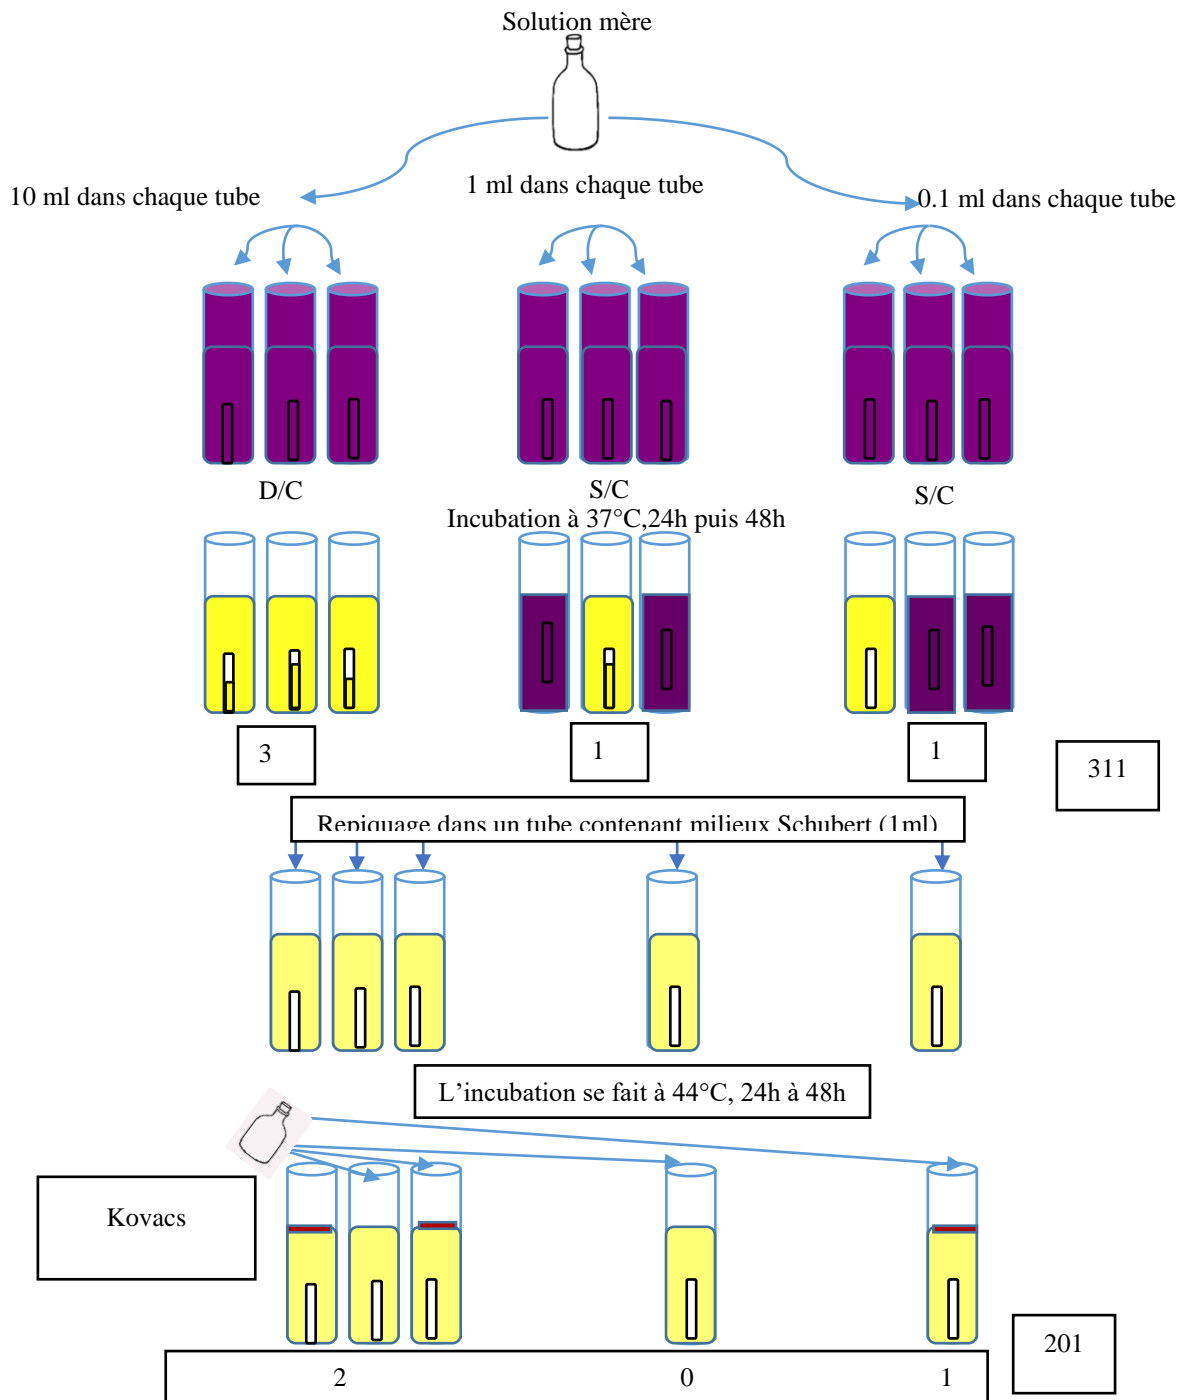 Solution mère
10 ml dans chaque tube
1 ml dans chaque tube
0.1 ml dans chaque tube
D/C
S/C
S/C
Incubation à 37°C,24h puis 48h
3
1
1
311
Repiquage dans un tube contenant milieux Schubert (1ml)
L’incubation se fait à 44°C, 24h à 48h
Kovacs
2
0
1
201